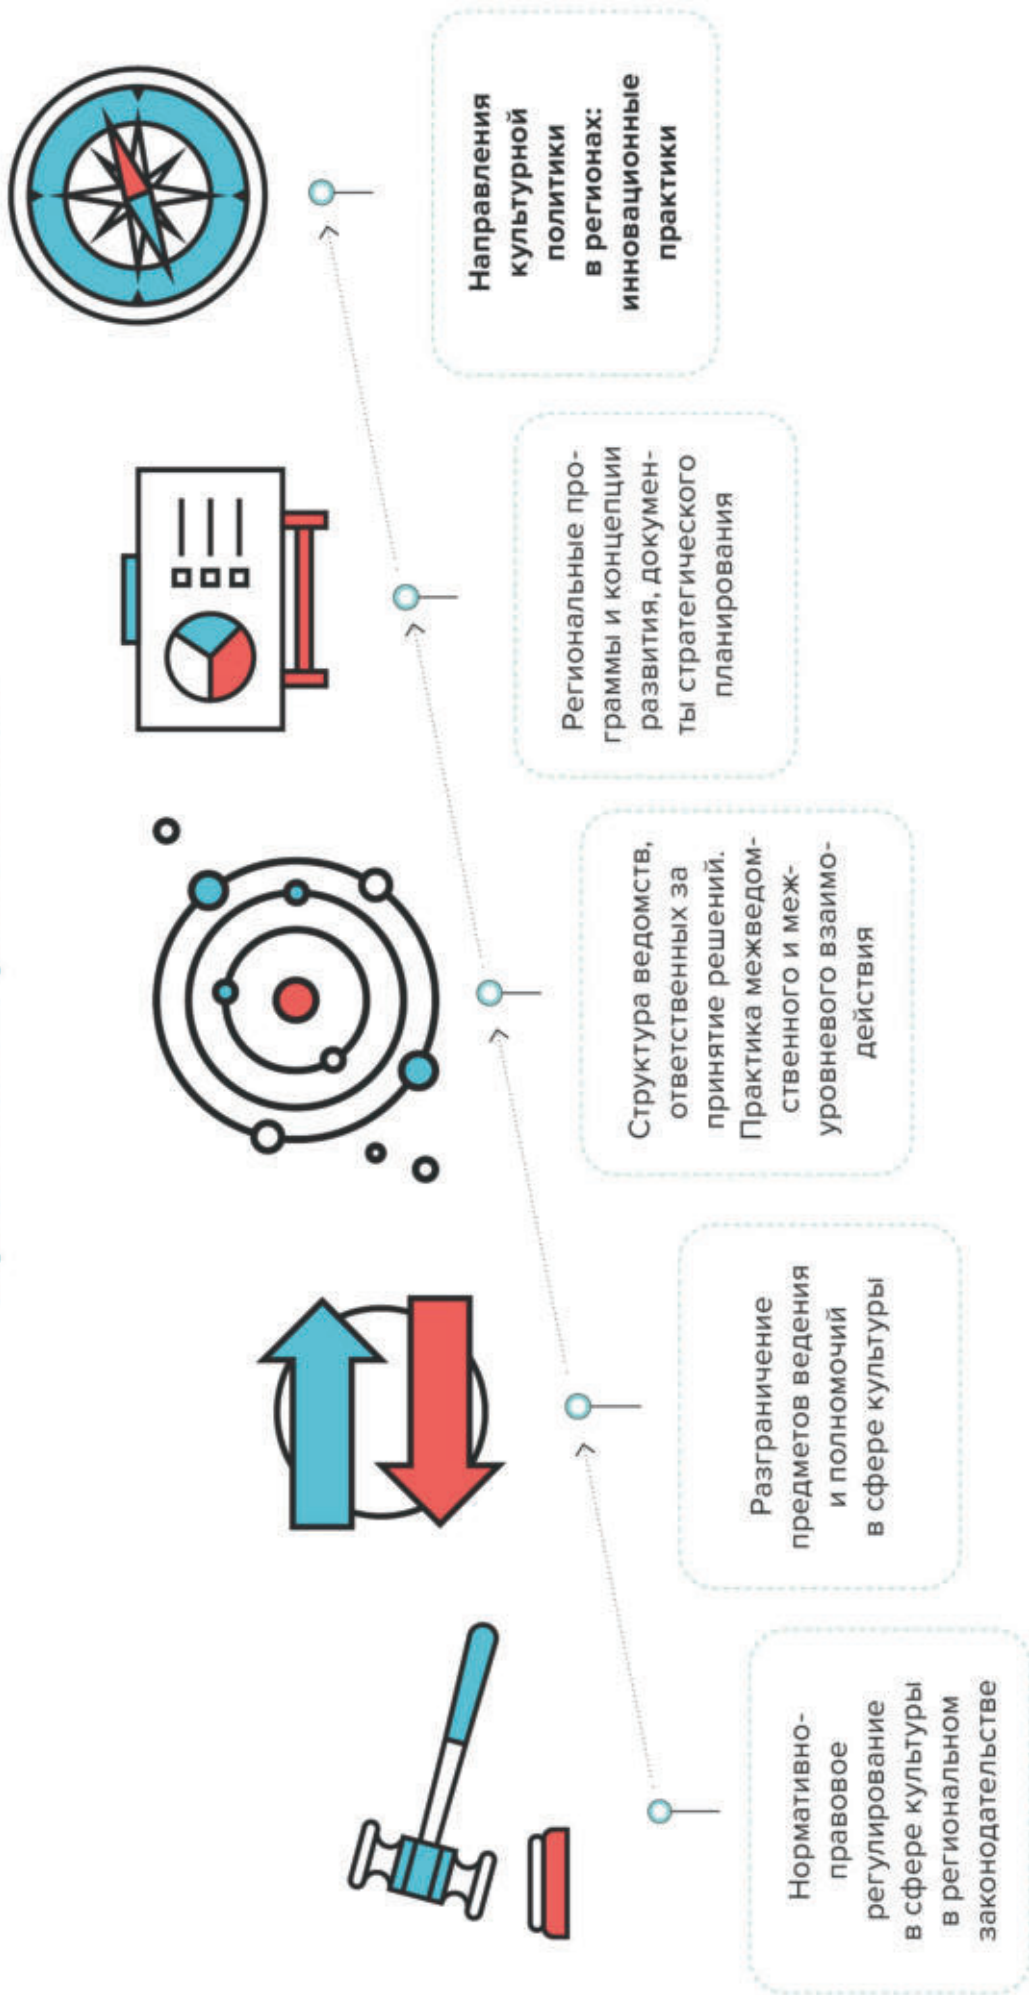 Нормативно-
правовое
регулирование
в сфере культуры
в региональном
законодательстве
Разграничение
предметов ведения
и полномочий
в сфере культуры
Структура ведомств,
ответственных за
принятие решений.
Практика межведом-
ственного и меж-
уровневого взаимо-
действия
Региональные про-
граммы и концепции
развития, докумен-
ты стратегического
планирования
Направления
культурной
политики
в регионах:
инновационные
практики